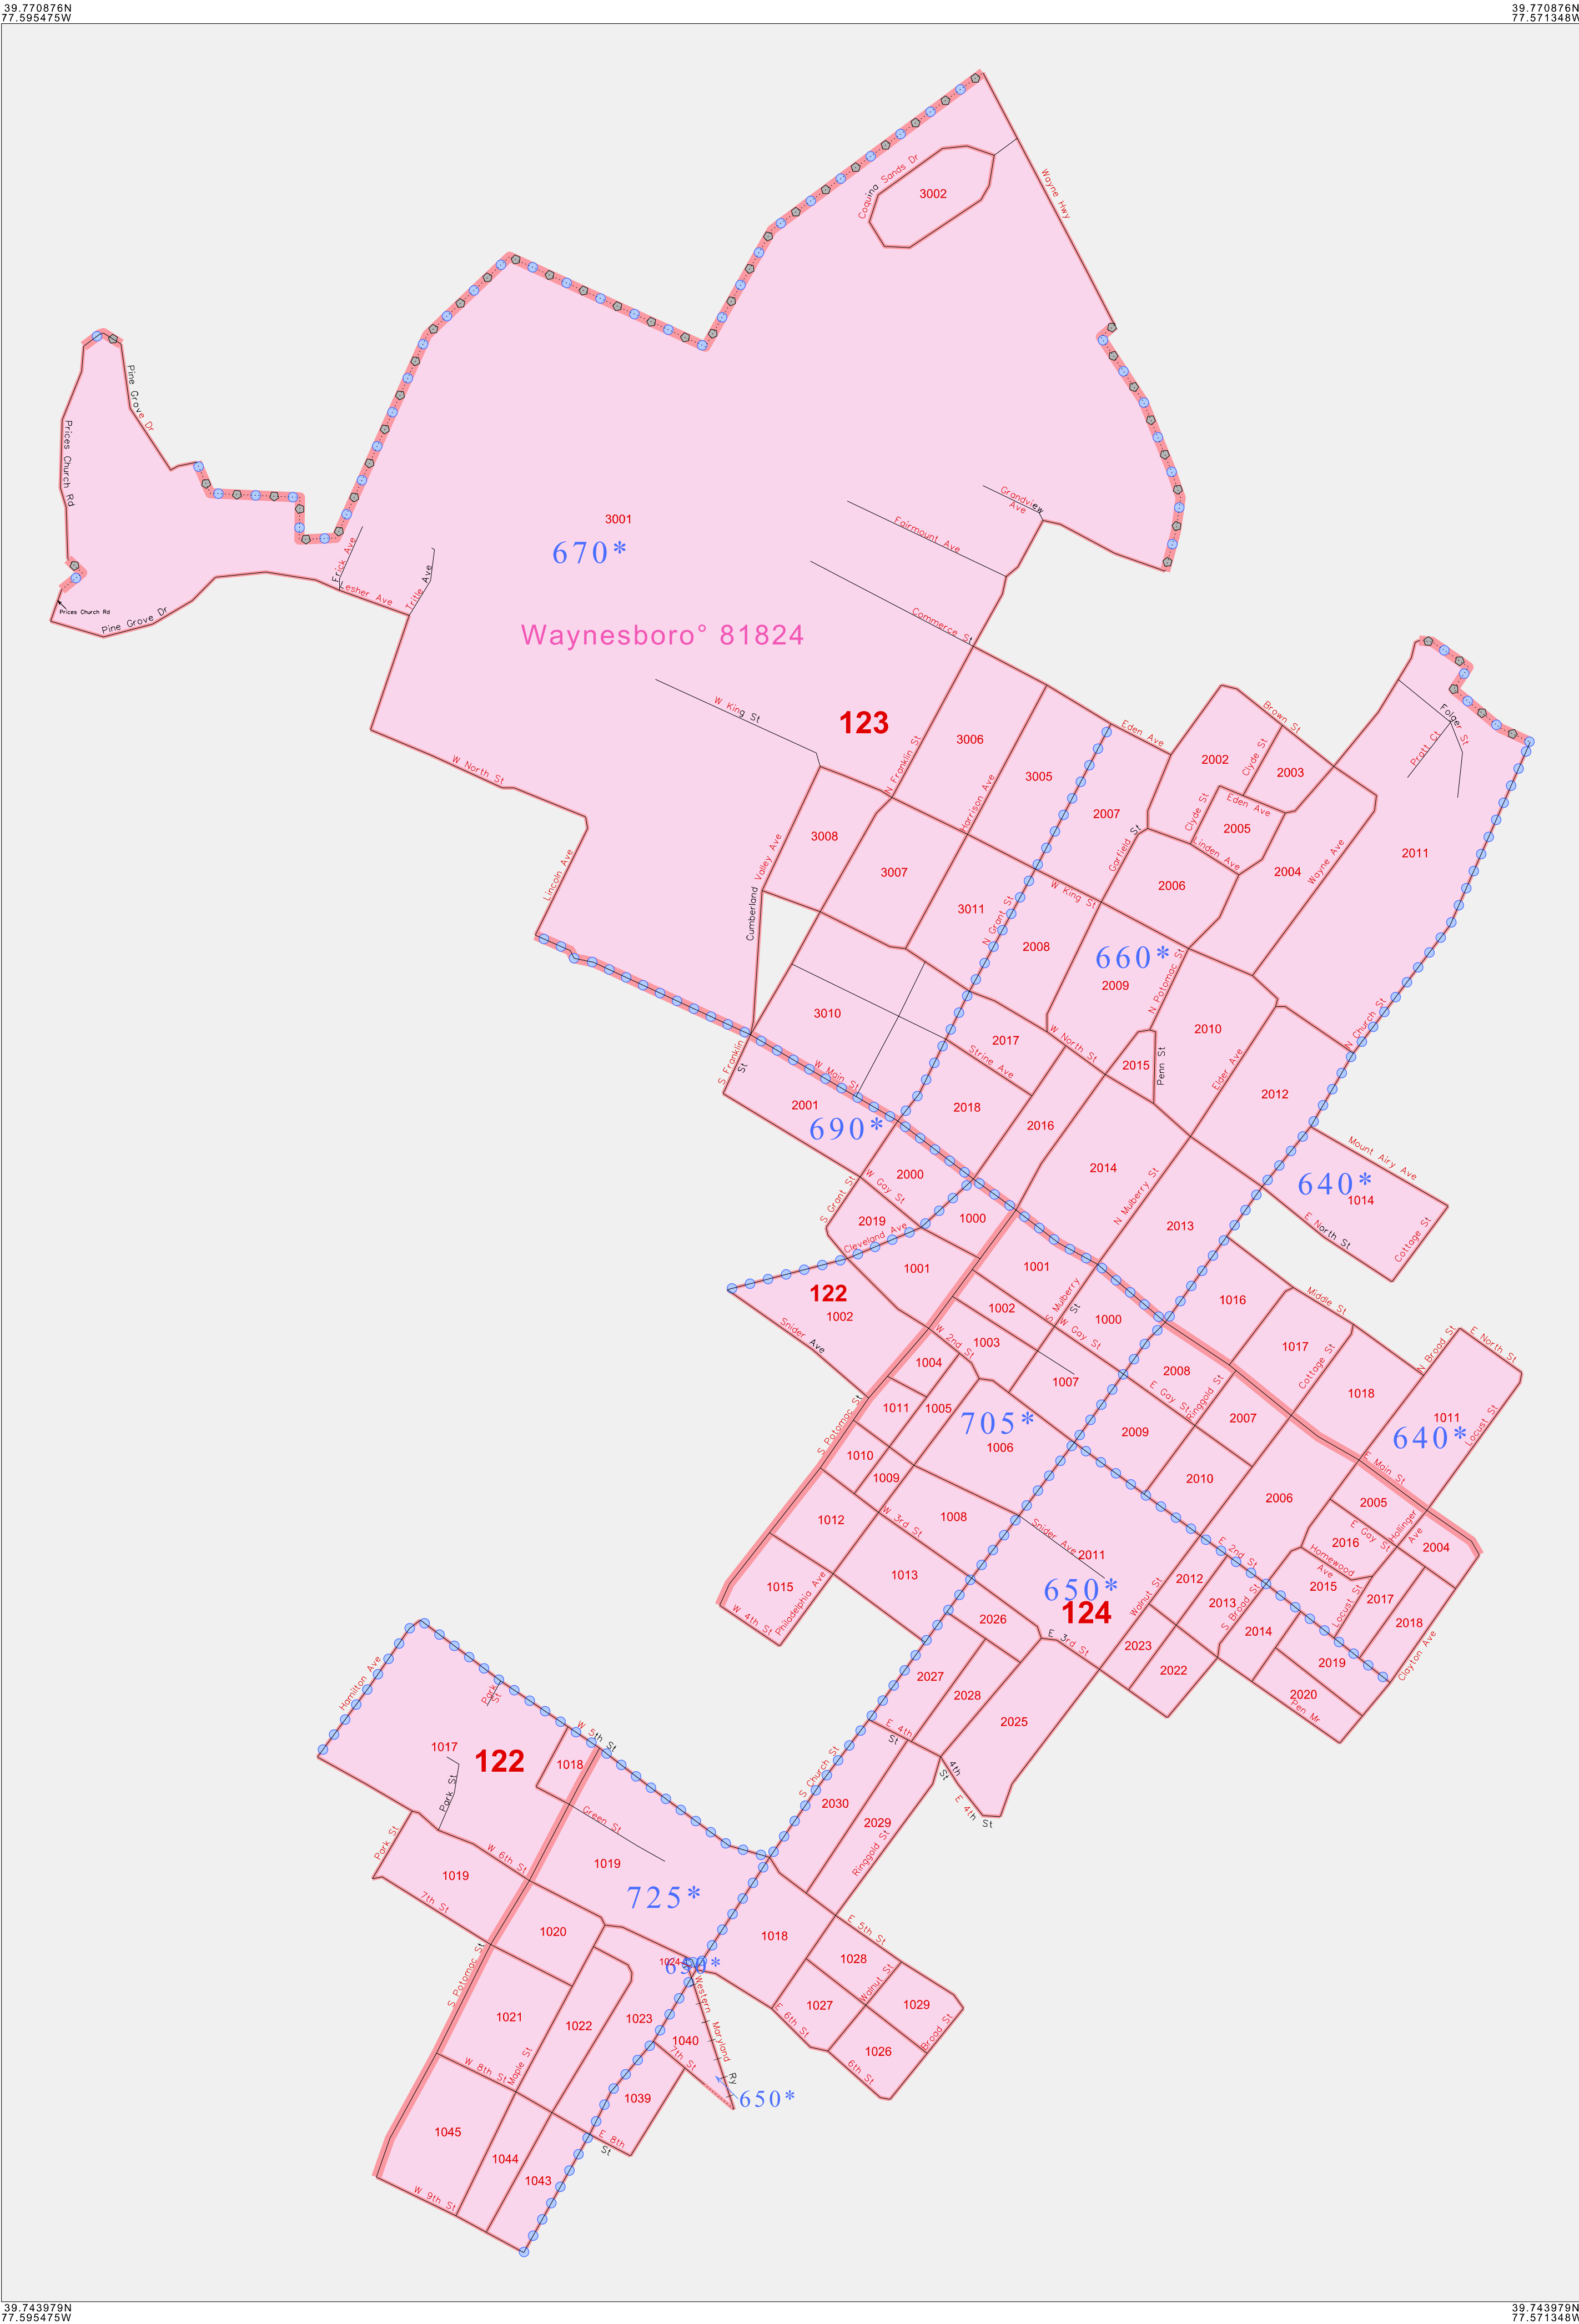 39.770876N
77.595475W
39.770876N
77.571348W
Coquina Sands Dr
3002
Wayne Hwy
Pine Grove Dr
Prices Church Rd
Prices Church Rd
Pine Grove Dr
Frick Ave
Lesher Ave
Tritle Ave
3001
670*
Grandview
Ave
Fairmount Ave
Commerce St
Waynesboro° 81824
W King St
123
W North St
Lincoln Ave
N Franklin St
3006
Harrison Ave
3005
Eden Ave
2007
2002
Clyde St
Brown St
2003
Clyde St
Eden Ave
2005
Linden Ave
2004
Wayne Ave
Folger
St
Pratt Ct
2011
3008
Cumberland Valley Ave
3007
3011
N Grant St
W King St
Garfield St
2006
2008
660*
2009
N Potomac St
2010
N Church St
3010
W Main St
S Franklin
St
2001
690*
Strine Ave
2017
W North St
2015
Penn St
Elder Ave
2012
2018
2016
2014
N Mulberry St
2013
Mount Airy Ave
640*
1014
E North St
Cottage St
2000
W Gay St
S Grant St
2019
Cleveland Ave
1000
1001
122
1002
Snider Ave
1001
1002
S Mulberry
St
W Gay St
1000
W 2nd St
1003
1004
1007
1005
1011
705*
1006
S Potomac St
1010
1009
1008
W 3rd St
1012
1013
1015
Philadelphia Ave
W 4th St
1016
1017
Middle St
Cottage St
1018
N Broad St
E North St
1011
640*
Locust St
E Main St
2008
E Gay St
Ringgold St
2007
2009
2010
2006
2005
E Gay St
Hollinger
Ave
2004
2016
Homewood
Ave
2015
Locust St
2017
2018
Snider Ave
2011
650*
124
Walnut St
E 2nd St
2012
2013
S Broad St
2014
2019
2020
Pen Mr
Clayton Ave
2026
E 3rd St
2023
2022
2027
2028
2025
E 4th
St
4th
St
E 4th St
S Church St
2030
2029
Ringgold St
Hamilton Ave
Park
St
W 5th St
1017
122
1018
Park St
Green St
Park St
W 6th St
1019
1019
725*
7th St
1020
S Potomac St
1021
1022
1023
1024
650*
Western Maryland Ry
1040
7th St
650*
1018
E 5th St
1028
Walnut St
1027
E 6th St
1029
Broad St
1026
6th St
W 8th St
Maple St
1039
E 8th
St
1045
1044
1043
W 9th St
39.743979N
77.595475W
39.743979N
77.571348W